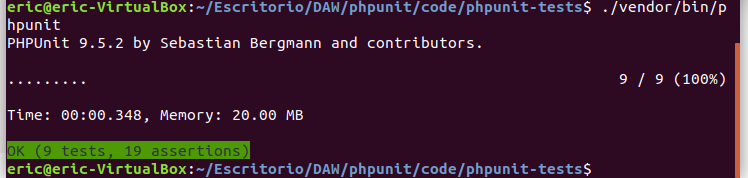 eric@eric-VirtualBox:~/Escritorio/DAW/phpunit/code/phpunit-tests$ ./vendor/bin/p
hpunit
PHPUnit 9.5.2 by Sebastian Bergmann and contributors.
......... 9 / 9 (100%)
Time: 00:00.348, Memory: 20.00 MB
OK (9 tests, 19 assertions)
eric@eric-VirtualBox:~/Escritorio/DAW/phpunit/code/phpunit-tests$